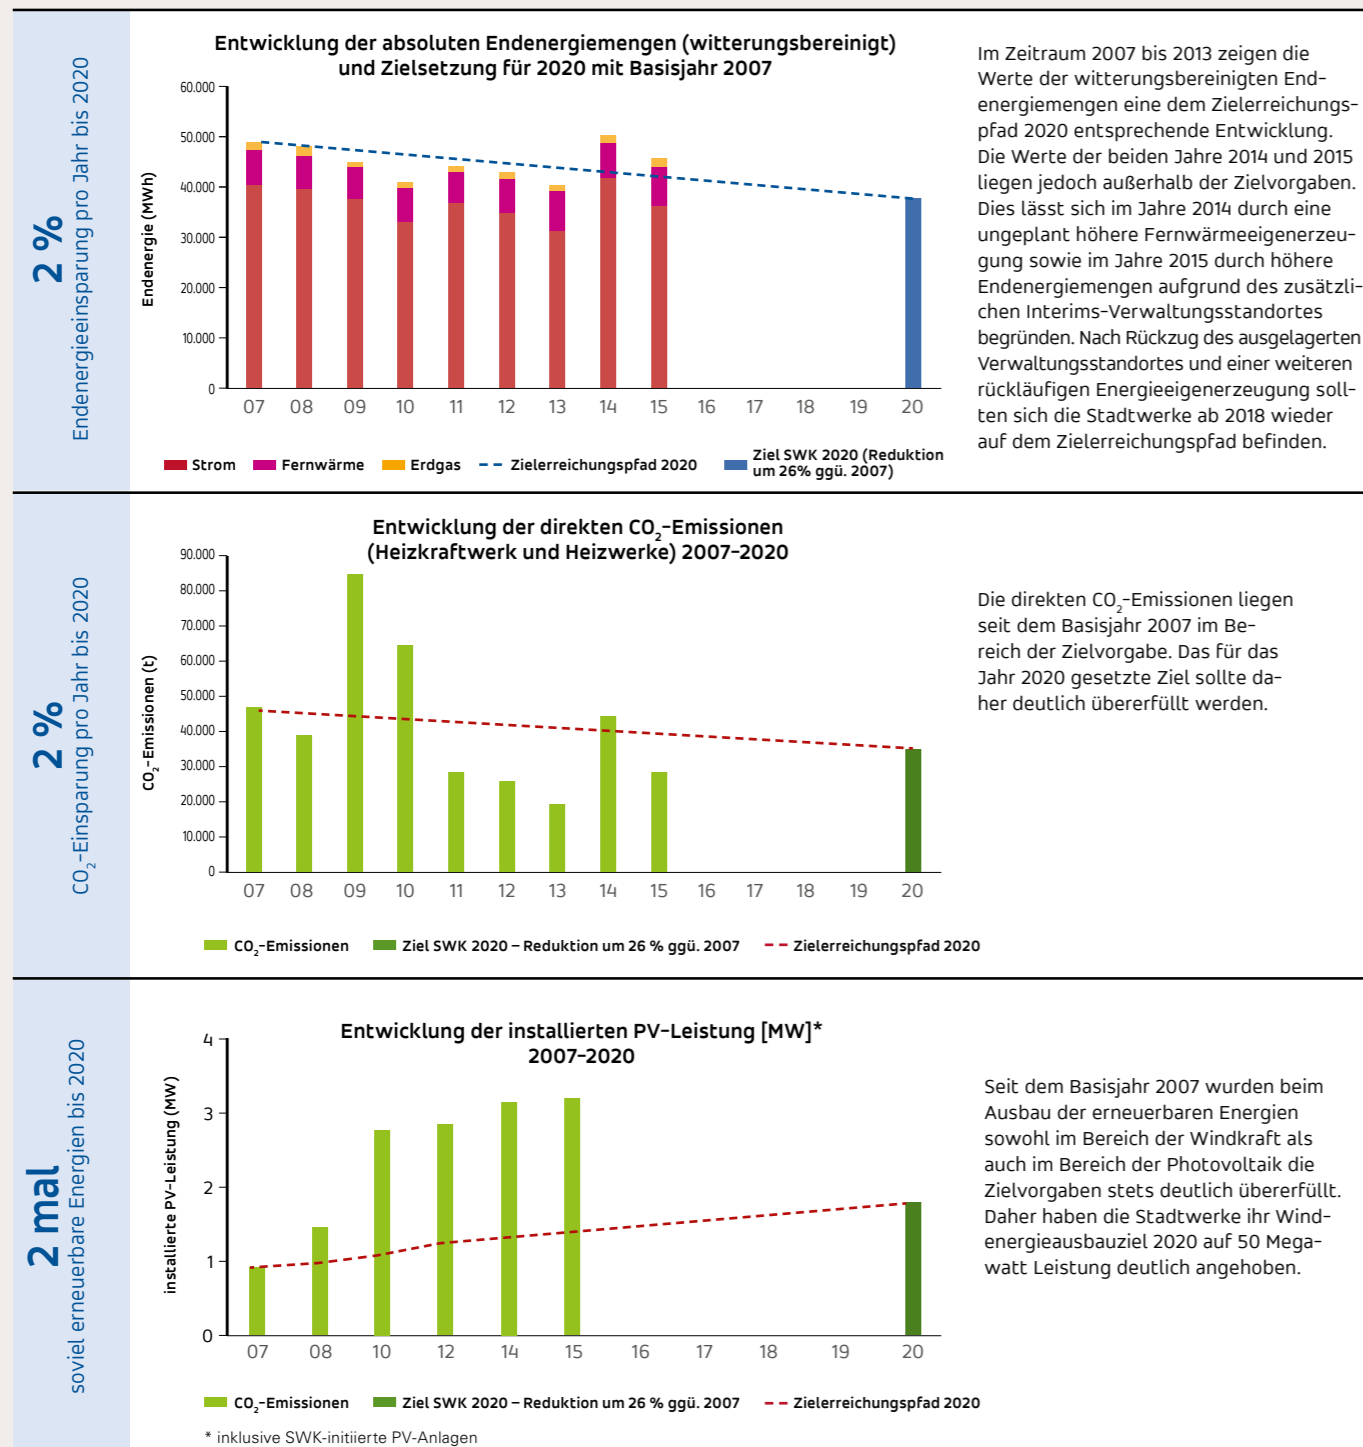 2 %
Endenergieeinsparung pro Jahr bis 2020
Entwicklung der absoluten Endenergiemengen (witterungsbereinigt)
und Zielsetzung für 2020 mit Basisjahr 2007
Endenergie (MWh)
60.000
50.000
40.000
30.000
20.000
10.000
0
07 08 09 10 11 12 13 14 15 16 17 18 19 20
Strom Fernwärme Erdgas Zielerreichungspfad 2020 Ziel SWK 2020 (Reduktion
um 26% ggü. 2007)
Im Zeitraum 2007 bis 2013 zeigen die
Werte der witterungsbereinigten End-
energiemengen eine dem Zielerreichungs-
pfad 2020 entsprechende Entwicklung.
Die Werte der beiden Jahre 2014 und 2015
liegen jedoch außerhalb der Zielvorgaben.
Dies lässt sich im Jahre 2014 durch eine
ungeplant höhere Fernwärmeeigenerzeu-
gung sowie im Jahre 2015 durch höhere
Endenergiemengen aufgrund des zusätzli-
chen Interims-Verwaltungsstandortes
begründen. Nach Rückzug des ausgelagerten
Verwaltungsstandortes und einer weiteren
rückläufigen Energieeigenerzeugung soll-
ten sich die Stadtwerke ab 2018 wieder
auf dem Zielerreichungspfad befinden.
2 %
CO₂-Einsparung pro Jahr bis 2020
Entwicklung der direkten CO₂-Emissionen
(Heizkraftwerk und Heizwerke) 2007-2020
CO₂-Emissionen (t)
90.000
80.000
70.000
60.000
50.000
40.000
30.000
20.000
10.000
0
07 08 09 10 11 12 13 14 15 16 17 18 19 20
CO₂-Emissionen Ziel SWK 2020 – Reduktion um 26 % ggü. 2007 Zielerreichungspfad 2020
Die direkten CO₂-Emissionen liegen
seit dem Basisjahr 2007 im Be-
reich der Zielvorgabe. Das für das
Jahr 2020 gesetzte Ziel sollte da-
her deutlich übererfüllt werden.
2 mal
soviel erneuerbare Energien bis 2020
Entwicklung der installierten PV-Leistung [MW]*
2007-2020
installierte PV-Leistung (MW)
4
3
2
1
0
07 08 10 12 14 15 16 17 18 19 20
CO₂-Emissionen Ziel SWK 2020 – Reduktion um 26 % ggü. 2007 Zielerreichungspfad 2020
* inklusive SWK-initiierte PV-Anlagen
Seit dem Basisjahr 2007 wurden beim
Ausbau der erneuerbaren Energien
sowohl im Bereich der Windkraft als
auch im Bereich der Photovoltaik die
Zielvorgaben stets deutlich übererfüllt.
Daher haben die Stadtwerke ihr Wind-
energieausbauziel 2020 auf 50 Mega-
watt Leistung deutlich angehoben.